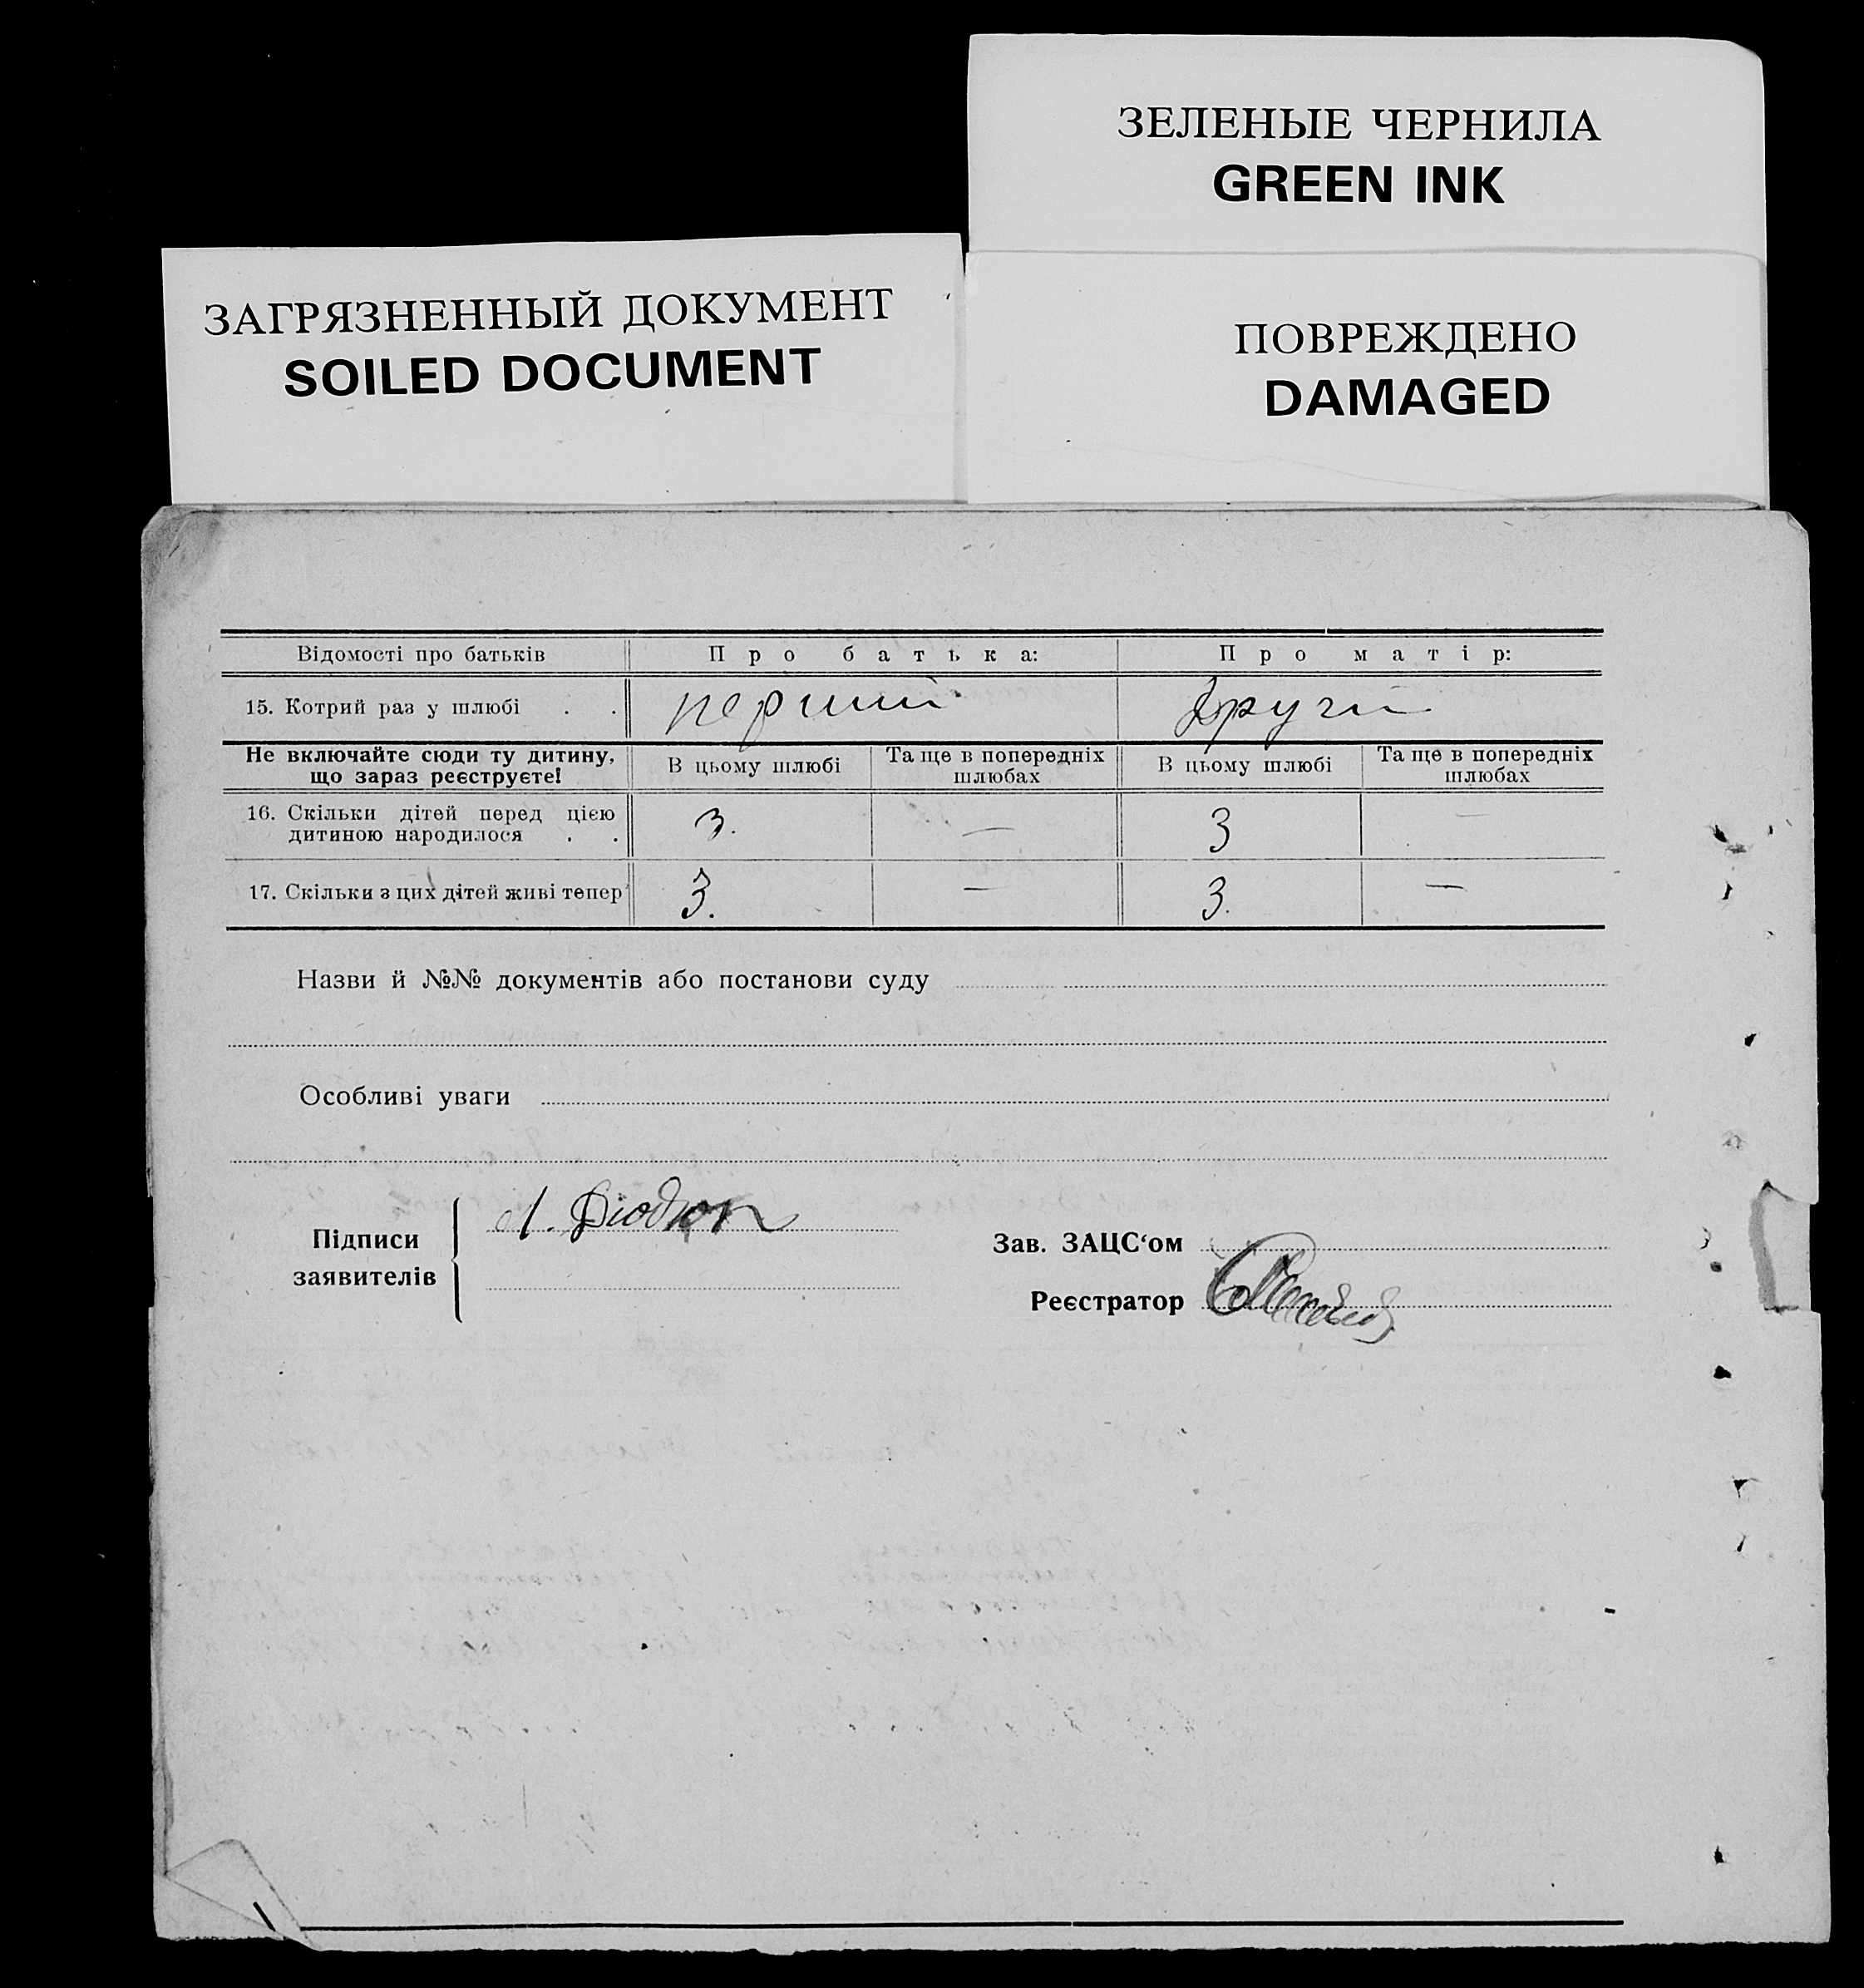 ЗЕЛЕНЫЕ ЧЕРНИЛА
GREEN INK
ЗАГРЯЗНЕННЫЙ ДОКУМЕНТ
SOILED DOCUMENT
ПОВРЕЖДЕНО
DAMAGED
Відомості про батьків Про батька: Про матір:
15. Котрий раз у шлюбі . . перший другий
Не включайте сюди ту дитину, що зараз реєструєте! В цьому шлюбі Та ще в попередніх шлюбах В цьому шлюбі Та ще в попередніх шлюбах
16. Скільки дітей перед цією
дитиною народилося . . 3. — 3 —
17. Скільки з цих дітей живі тепер 3. — 3. —
Назви й №№ документів або постанови суду
Особливі уваги
Підписи
заявителів
Зав. ЗАЦС‘ом
Реєстратор